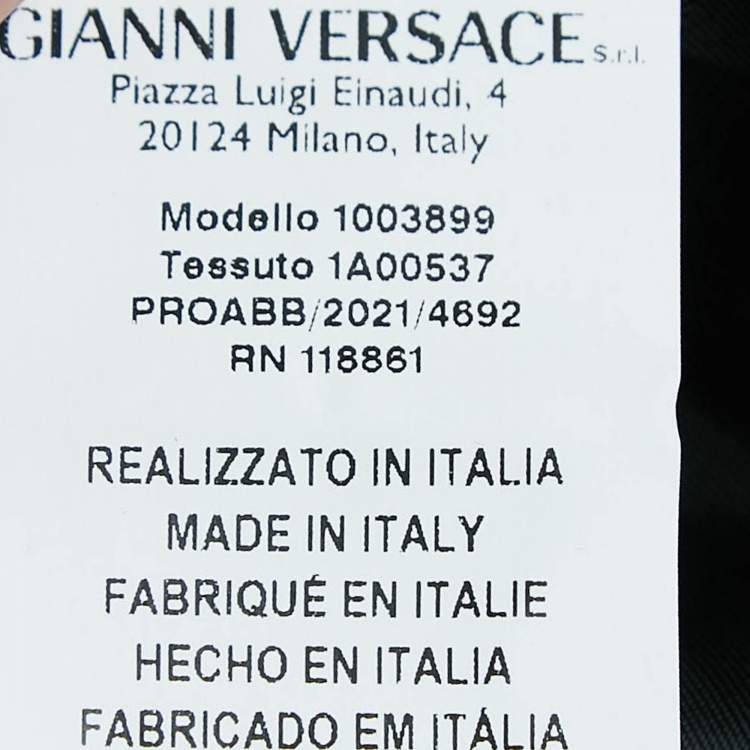 GIANNI VERSACE S.r.l.
Piazza Luigi Einaudi, 4
20124 Milano, Italy
Modello 1003899
Tessuto 1A00537
PROABB/2021/4692
RN 118861
REALIZZATO IN ITALIA
MADE IN ITALY
FABRIQUÉ EN ITALIE
HECHO EN ITALIA
FABRICADO EM ITÁLIA